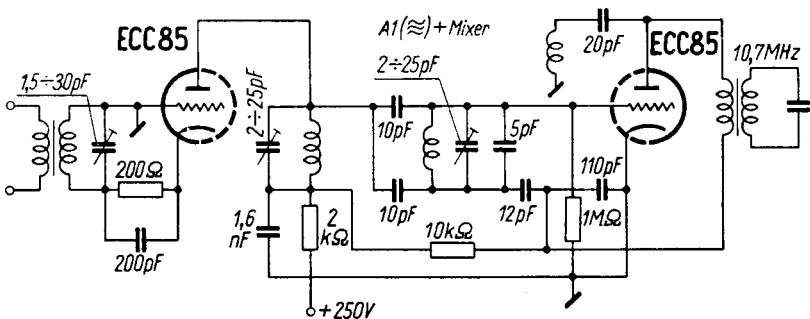 ECC85
1,5÷30pF
200Ω
200pF
2÷25pF
1,6
nF
2
kΩ
+250V
A1(≋)+Mixer
2÷25pF
10pF
5pF
10pF
12pF
10kΩ
20pF
ECC85
10,7MHz
110pF
1MΩ